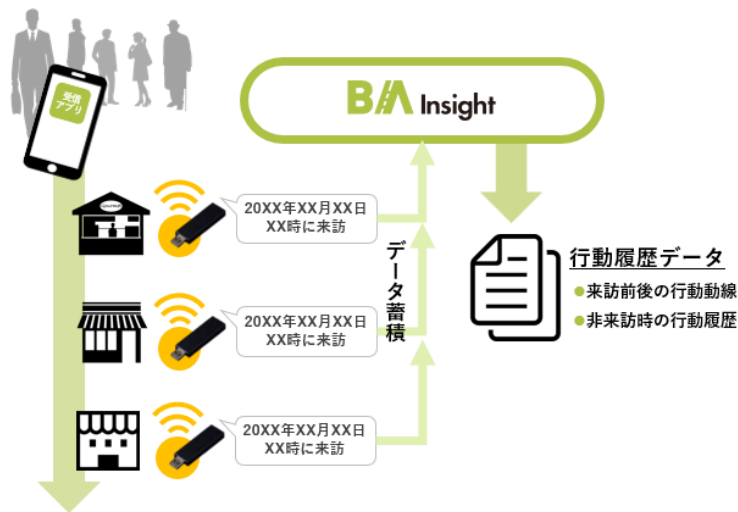 受信
アプリ
BIA Insight
20XX年XX月XX日
XX時に来訪
20XX年XX月XX日
XX時に来訪
20XX年XX月XX日
XX時に来訪
データ蓄積
行動履歴データ
●来訪前後の行動動線
●非来訪時の行動履歴